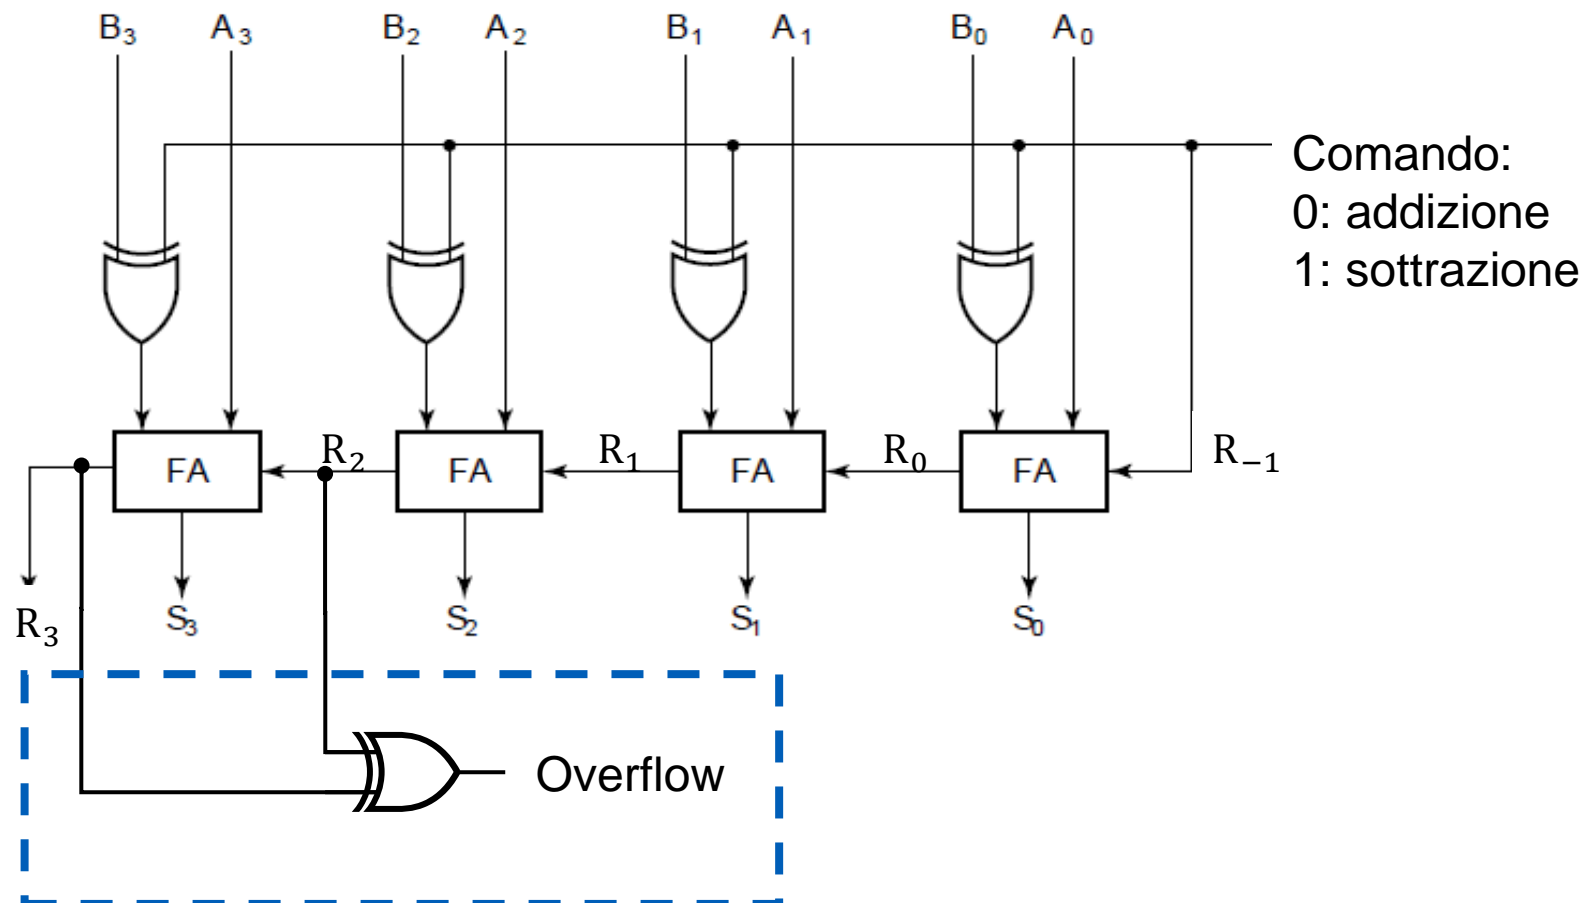 B₃ A₃ B₂ A₂ B₁ A₁ B₀ A₀
Comando:
0: addizione
1: sottrazione
FA R₂ FA R₁ FA R₀ FA R₋₁
R₃ S₃ S₂ S₁ S₀
Overflow